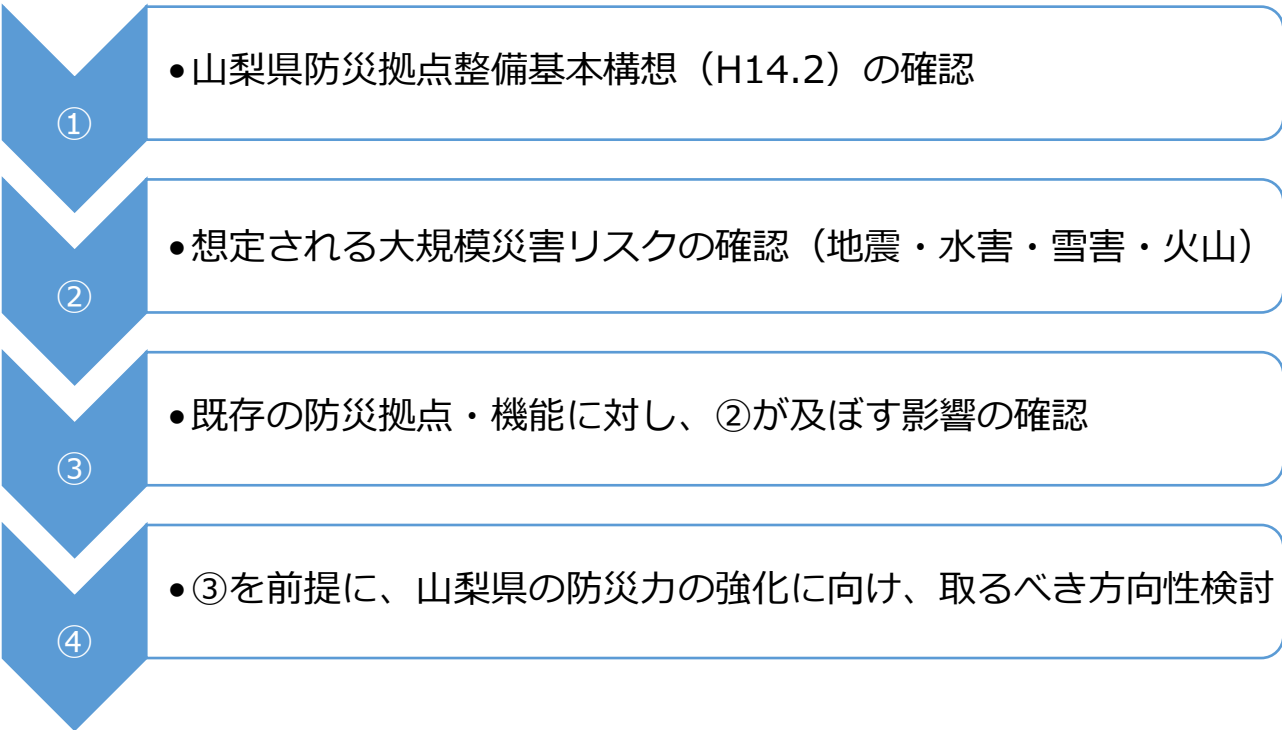 ①
•山梨県防災拠点整備基本構想（H14.2）の確認
②
•想定される大規模災害リスクの確認（地震・水害・雪害・火山）
③
•既存の防災拠点・機能に対し、②が及ぼす影響の確認
④
•③を前提に、山梨県の防災力の強化に向け、取るべき方向性検討